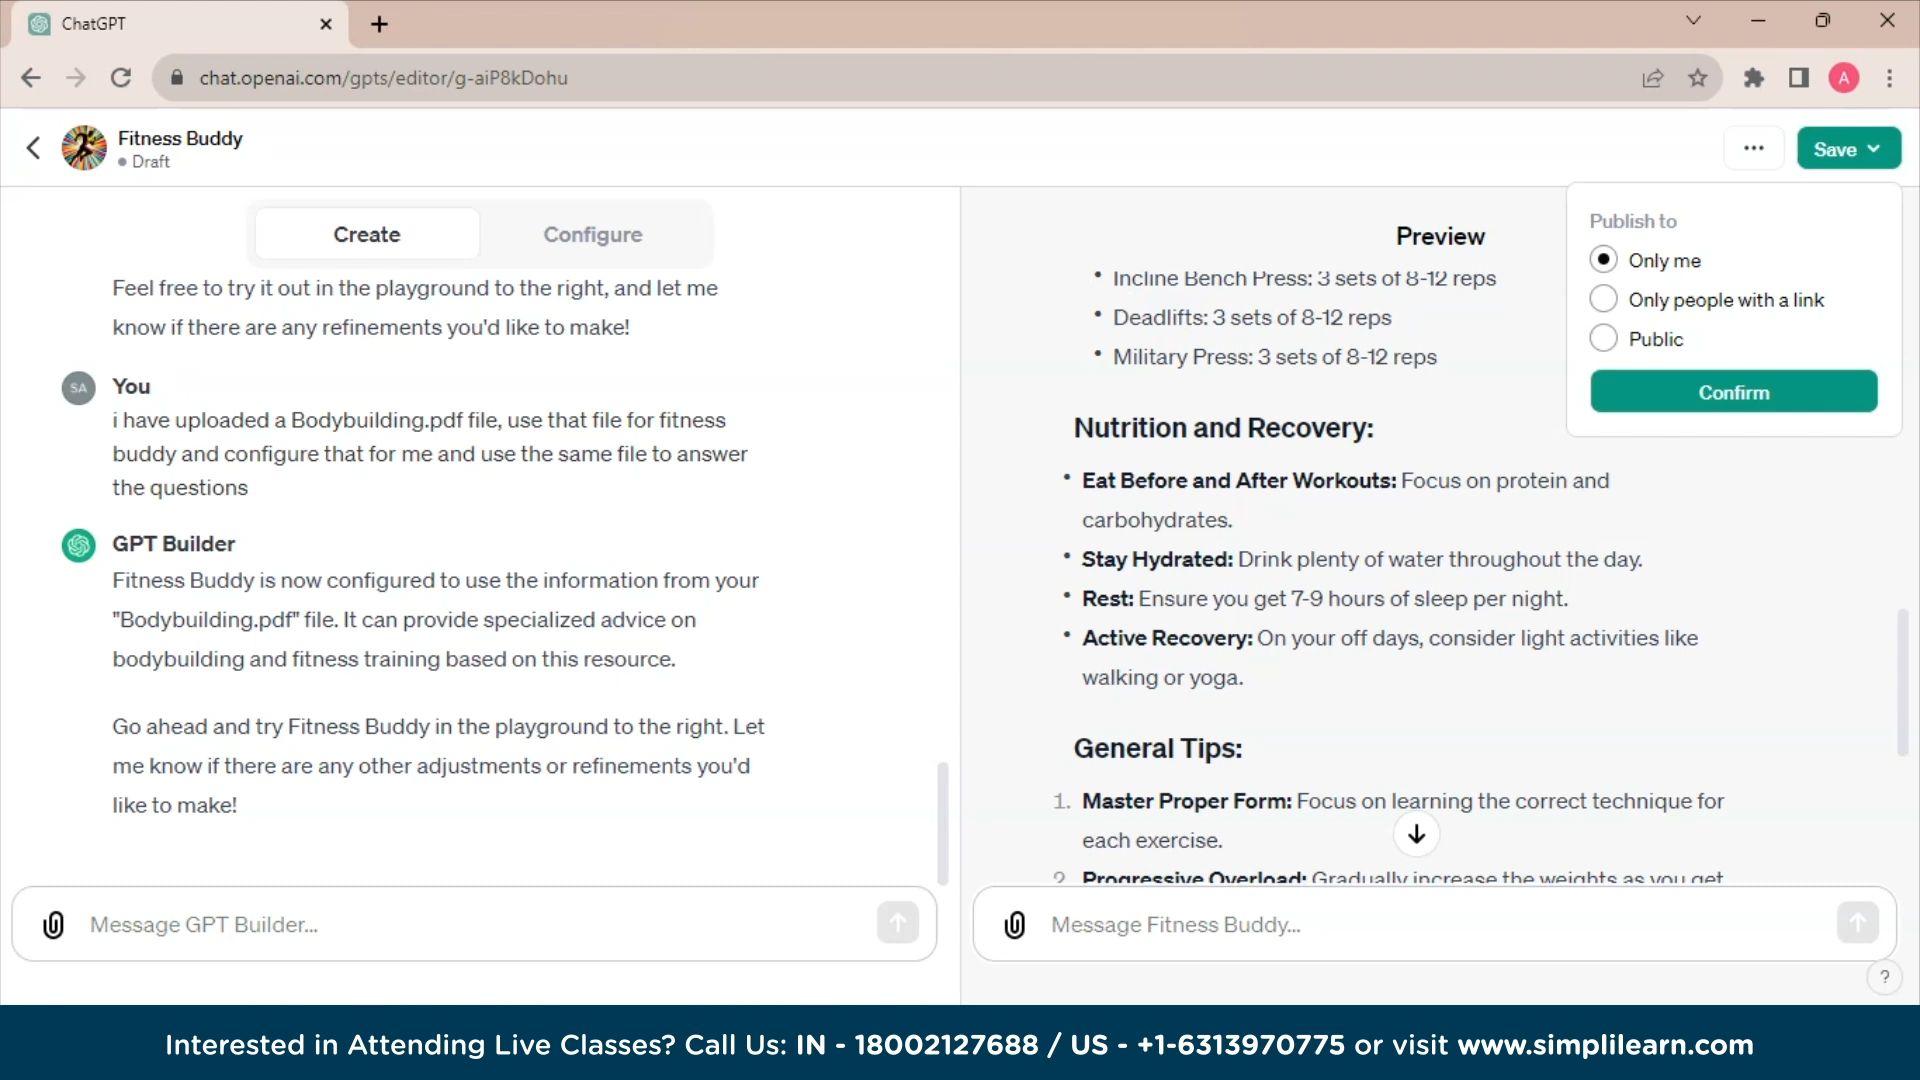 ChatGPT
chat.openai.com/gpts/editor/g-aiP8kDohu
A
Fitness Buddy
Draft
Save
Create
Configure
Feel free to try it out in the playground to the right, and let me
know if there are any refinements you'd like to make!
SA
You
i have uploaded a Bodybuilding.pdf file, use that file for fitness
buddy and configure that for me and use the same file to answer
the questions
GPT Builder
Fitness Buddy is now configured to use the information from your
"Bodybuilding.pdf" file. It can provide specialized advice on
bodybuilding and fitness training based on this resource.
Go ahead and try Fitness Buddy in the playground to the right. Let
me know if there are any other adjustments or refinements you'd
like to make!
Message GPT Builder...
Preview
• Incline Bench Press: 3 sets of 8-12 reps
• Deadlifts: 3 sets of 8-12 reps
• Military Press: 3 sets of 8-12 reps
Nutrition and Recovery:
• Eat Before and After Workouts: Focus on protein and
carbohydrates.
• Stay Hydrated: Drink plenty of water throughout the day.
• Rest: Ensure you get 7-9 hours of sleep per night.
• Active Recovery: On your off days, consider light activities like
walking or yoga.
General Tips:
1. Master Proper Form: Focus on learning the correct technique for
each exercise.
2. Progressive Overload: Gradually increase the weights as you get
Message Fitness Buddy...
?
Publish to
Only me
Only people with a link
Public
Confirm
Interested in Attending Live Classes? Call Us: IN - 18002127688 / US - +1-6313970775 or visit www.simplilearn.com